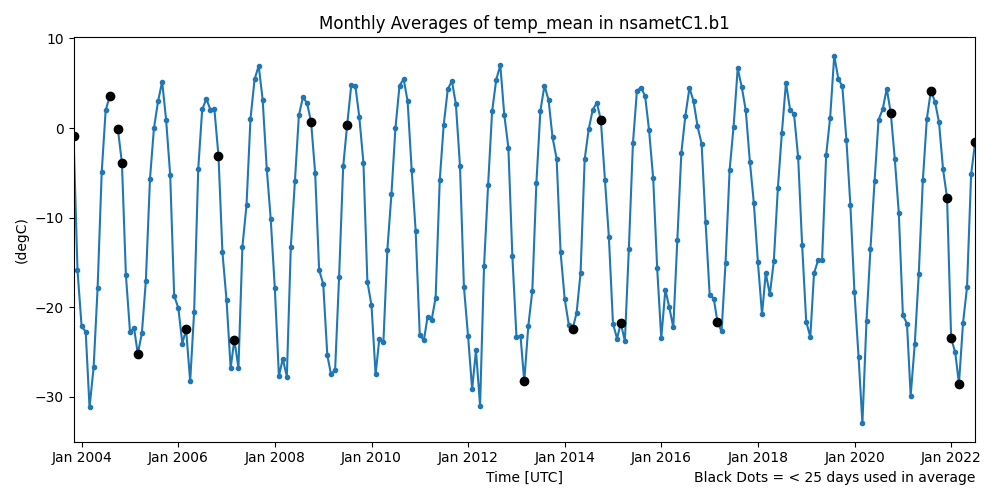 Monthly Averages of temp_mean in nsametC1.b1
10
0
−10
−20
−30
(degC)
Jan 2004 Jan 2006 Jan 2008 Jan 2010 Jan 2012 Jan 2014 Jan 2016 Jan 2018 Jan 2020 Jan 2022
Time [UTC]
Black Dots = < 25 days used in average